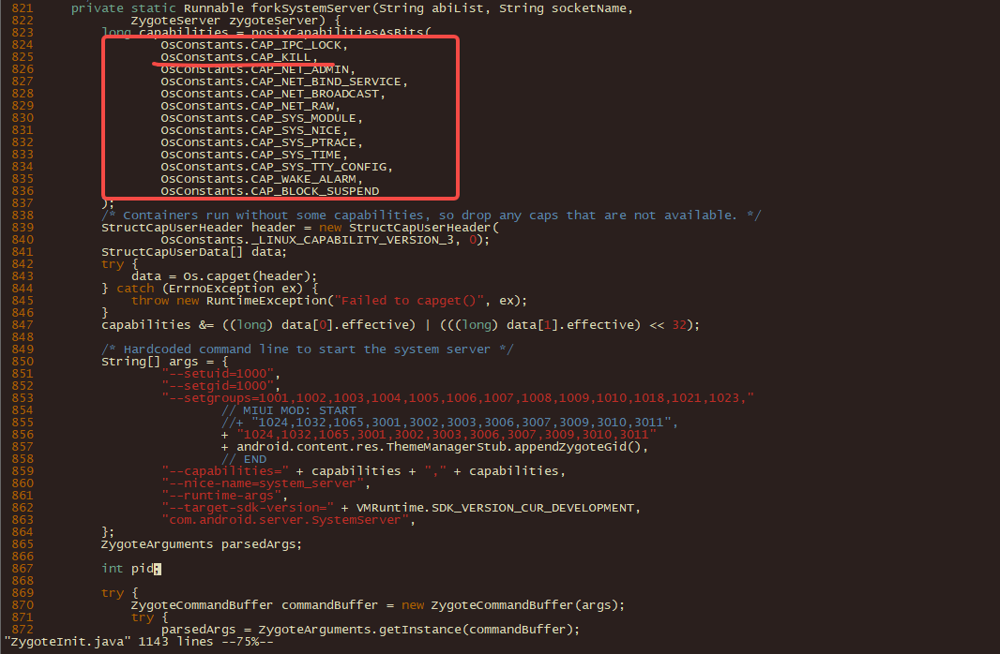 821     private static Runnable forkSystemServer(String abiList, String socketName,
822             ZygoteServer zygoteServer) {
823         long capabilities = posixCapabilitiesAsBits(
824                 OsConstants.CAP_IPC_LOCK,
825                 OsConstants.CAP_KILL,
826                 OsConstants.CAP_NET_ADMIN,
827                 OsConstants.CAP_NET_BIND_SERVICE,
828                 OsConstants.CAP_NET_BROADCAST,
829                 OsConstants.CAP_NET_RAW,
830                 OsConstants.CAP_SYS_MODULE,
831                 OsConstants.CAP_SYS_NICE,
832                 OsConstants.CAP_SYS_PTRACE,
833                 OsConstants.CAP_SYS_TIME,
834                 OsConstants.CAP_SYS_TTY_CONFIG,
835                 OsConstants.CAP_WAKE_ALARM,
836                 OsConstants.CAP_BLOCK_SUSPEND
837         );
838         /* Containers run without some capabilities, so drop any caps that are not available. */
839         StructCapUserHeader header = new StructCapUserHeader(
840                 OsConstants._LINUX_CAPABILITY_VERSION_3, 0);
841         StructCapUserData[] data;
842         try {
843             data = Os.capget(header);
844         } catch (ErrnoException ex) {
845             throw new RuntimeException("Failed to capget()", ex);
846         }
847         capabilities &= ((long) data[0].effective) | (((long) data[1].effective) << 32);
848
849         /* Hardcoded command line to start the system server */
850         String[] args = {
851                 "--setuid=1000",
852                 "--setgid=1000",
853                 "--setgroups=1001,1002,1003,1004,1005,1006,1007,1008,1009,1010,1018,1021,1023,"
854                         // MIUI MOD: START
855                         //+ "1024,1032,1065,3001,3002,3003,3006,3007,3009,3010,3011",
856                         + "1024,1032,1065,3001,3002,3003,3006,3007,3009,3010,3011"
857                         + android.content.res.ThemeManagerStub.appendZygoteGid(),
858                         // END
859                 "--capabilities=" + capabilities + "," + capabilities,
860                 "--nice-name=system_server",
861                 "--runtime-args",
862                 "--target-sdk-version=" + VMRuntime.SDK_VERSION_CUR_DEVELOPMENT,
863                 "com.android.server.SystemServer",
864         };
865         ZygoteArguments parsedArgs;
866
867         int pid;
868
869         try {
870             ZygoteCommandBuffer commandBuffer = new ZygoteCommandBuffer(args);
871             try {
872                 parsedArgs = ZygoteArguments.getInstance(commandBuffer);
"ZygoteInit.java" 1143 lines --75%--